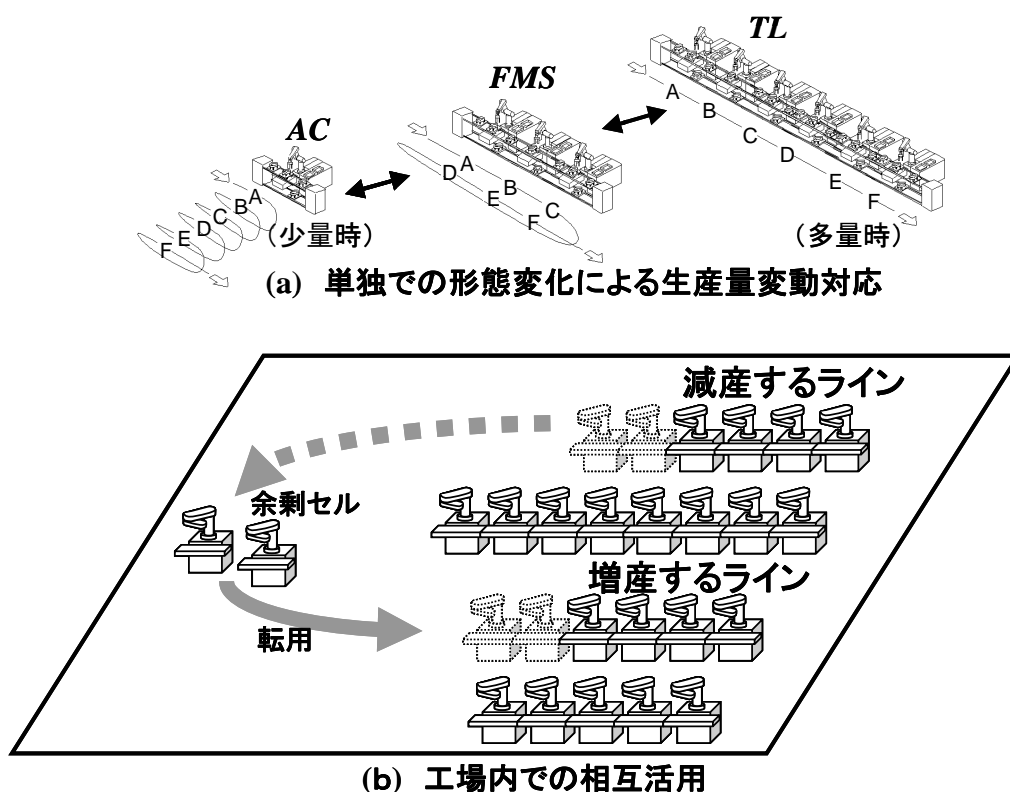 TL
FMS
AC
A
B
C
D
E
F
A
B
C
D
E
F
A
B
C
D
E
F
(少量時)
(多量時)
(a) 単独での形態変化による生産量変動対応
減産するライン
余剰セル
増産するライン
転用
(b) 工場内での相互活用